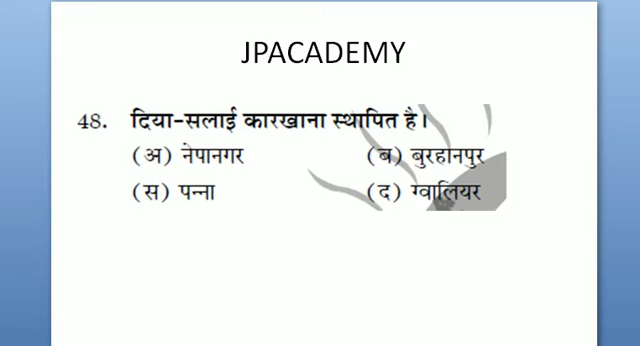 JPACADEMY
48. दिया-सलाई कारखाना स्थापित है।
(अ) नेपानगर (ब) बुरहानपुर
(स) पन्ना (द) ग्वालियर